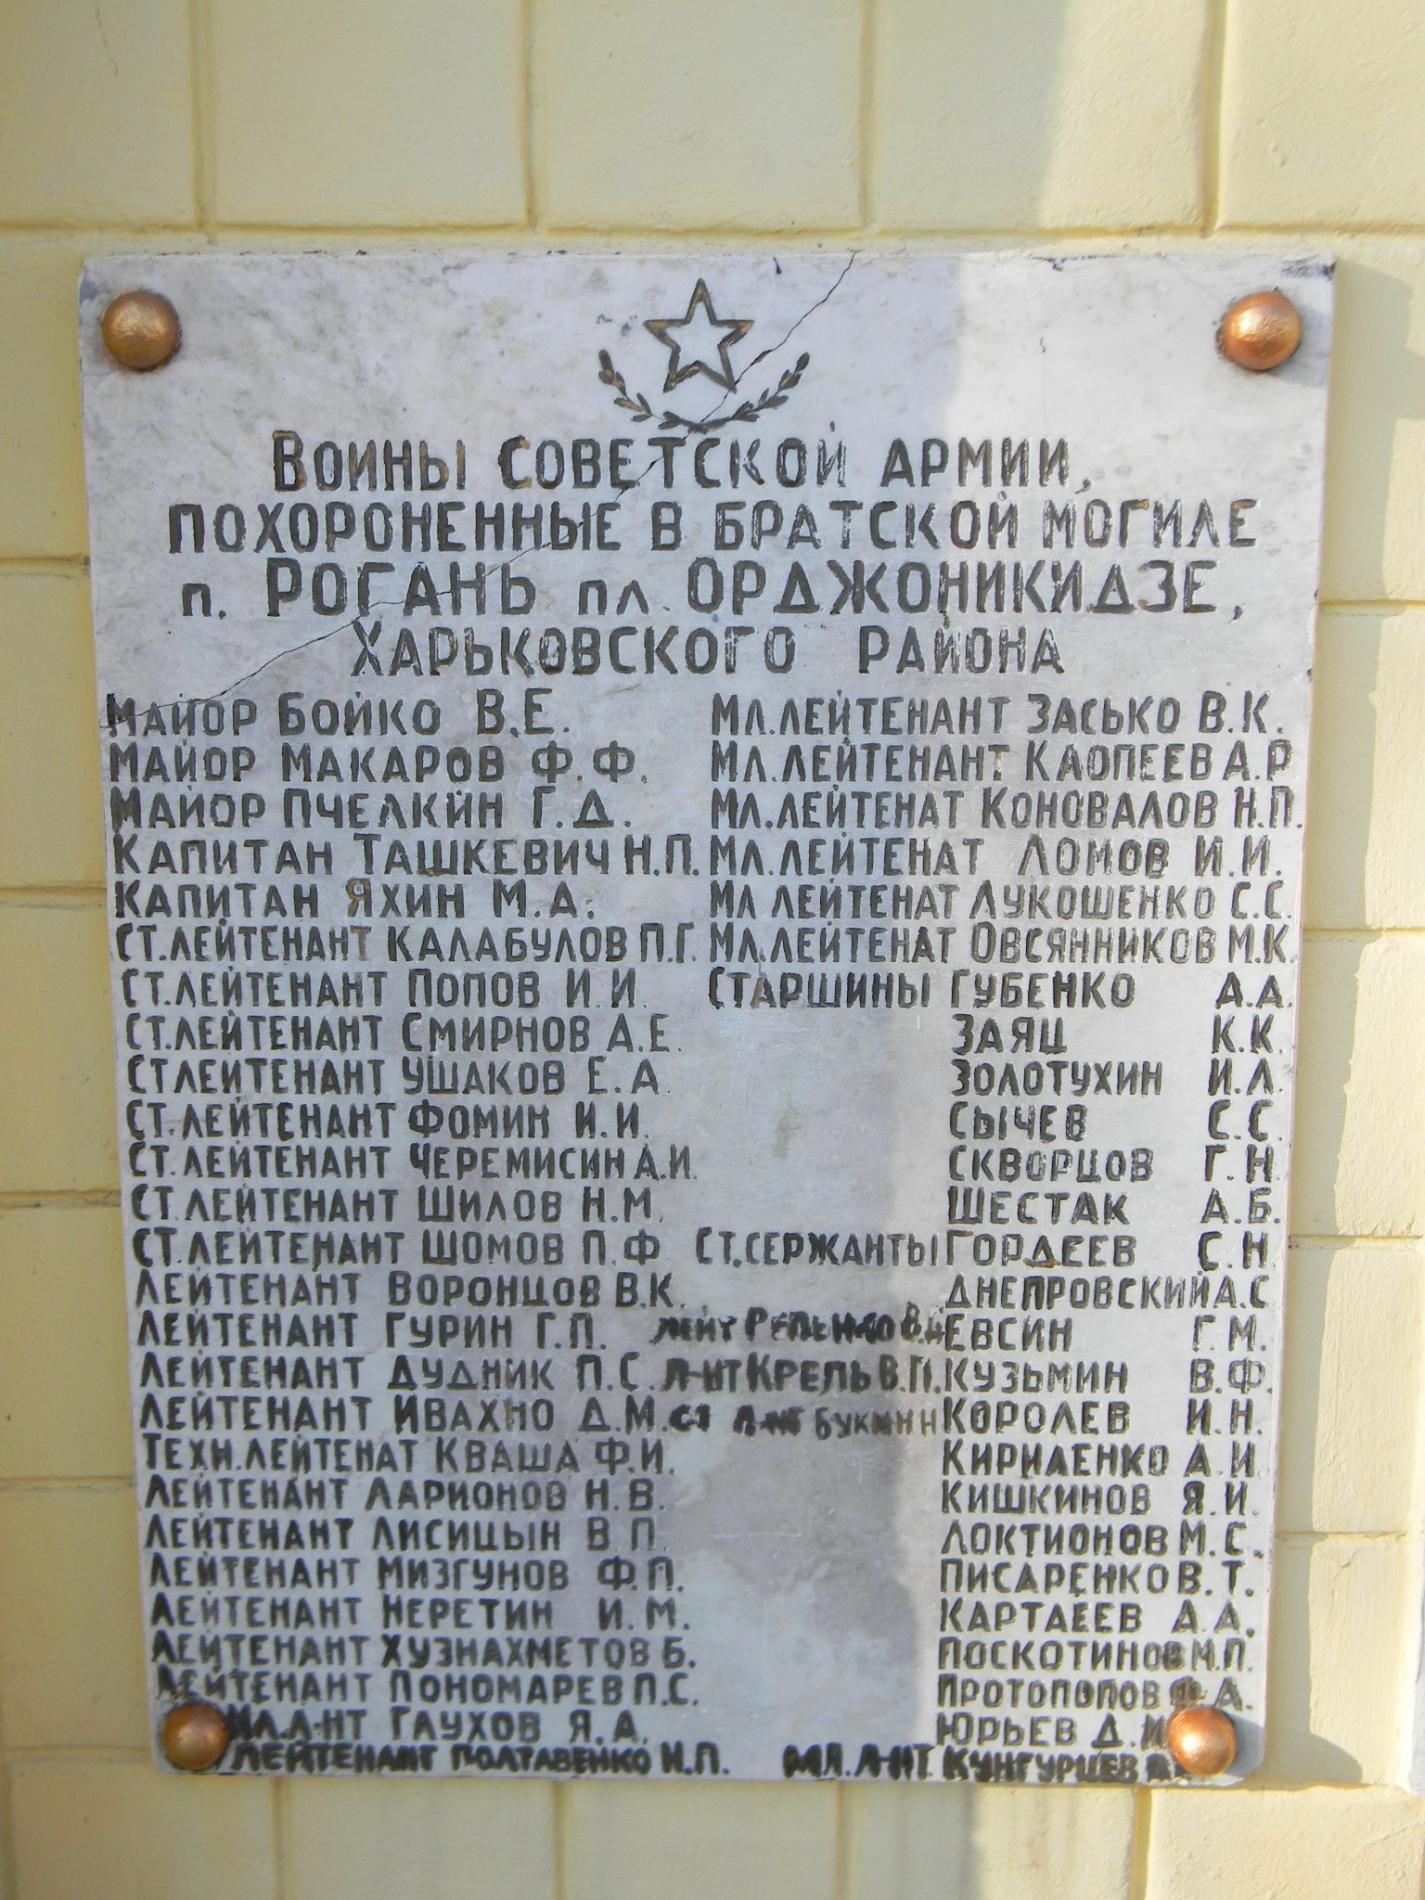 Воины Советской Армии,
похороненные в братской могиле
п. Рогань пл. Орджоникидзе,
Харьковского района
Майор Бойко В.Е.
Майор Макаров Ф.Ф.
Майор Пчелкин Г.Д.
Капитан Ташкевич Н.П.
Капитан Яхин М.А.
Ст.лейтенант Калабулов П.Г.
Ст.лейтенант Попов И.И.
Ст.лейтенант Смирнов А.Е.
Ст лейтенант Ушаков Е.А
Ст.лейтенант Фомин И.И.
Ст.лейтенант Черемисин А.И.
Ст.лейтенант Шилов Н.М.
Ст.лейтенант Шомов П.Ф
Лейтенант Воронцов В.К.
Лейтенант Гурин Г.П.
Лейтенант Дудник П.С.
Лейтенант Ивахно Д.М.
Техн.лейтенат Кваша Ф.И.
Лейтенант Ларионов Н.В.
Лейтенант Лисицын В.П.
Лейтенант Мизгунов Ф.П.
Лейтенант Неретин И.М.
Лейтенант Хузнахметов Б.
Лейтенант Пономарев П.С.
Мл.л-нт Глухов Я.А.
Лейтенант Полтавенко Н.П.
Мл.лейтенант Засько В.К.
Мл.лейтенант Каопеев А.Р
Мл.лейтенат Коновалов Н.П.
Мл.лейтенат Ломов И.И.
Мл лейтенат Лукошенко С.С.
Мл.лейтенат Овсянников М.К.
Старшины Губенко А.А.
Заяц К.К.
Золотухин И.Л.
Сычев С.С.
Скворцов Г.Н
Шестак А.Б.
Ст.сержанты Гордеев С.Н.
Днепровский А.С
Евсин Г.М.
Л-нт Крель В.П. Кузьмин В.Ф.
ст л-нт Букин Н Королев И.Н.
Кириленко А.И
Кишкинов Я.И.
Локтионов М.С.
Писаренко В.Т.
Картаеев А.А.
Поскотинов М.П.
Протопопов А.
Юрьев Д.
Мл.л-нт Кунгурцев